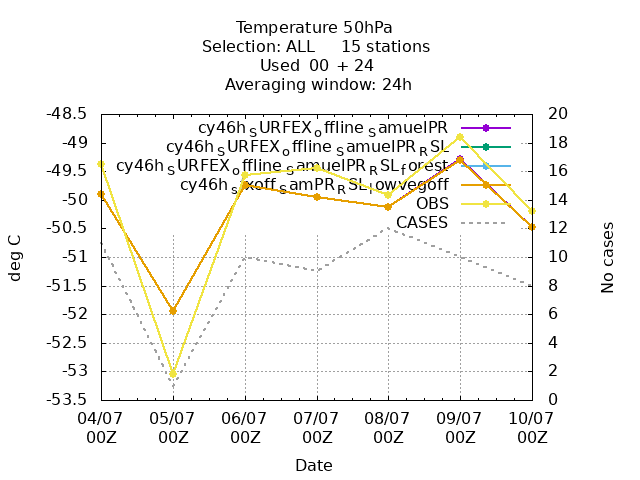 Temperature 50hPa
Selection: ALL 15 stations
Used 00 + 24
Averaging window: 24h
-48.5
-49
-49.5
-50
-50.5
-51
-51.5
-52
-52.5
-53
-53.5
deg C
20
18
16
14
12
10
8
6
4
2
0
No cases
cy46h_SURFEX_offline_SamuelPR
cy46h_SURFEX_offline_SamuelPR_RSL
cy46h_SURFEX_offline_SamuelPR_RSL_forest
OBS
CASES
04/07 05/07 06/07 07/07 08/07 09/07 10/07
00Z 00Z 00Z 00Z 00Z 00Z 00Z
Date